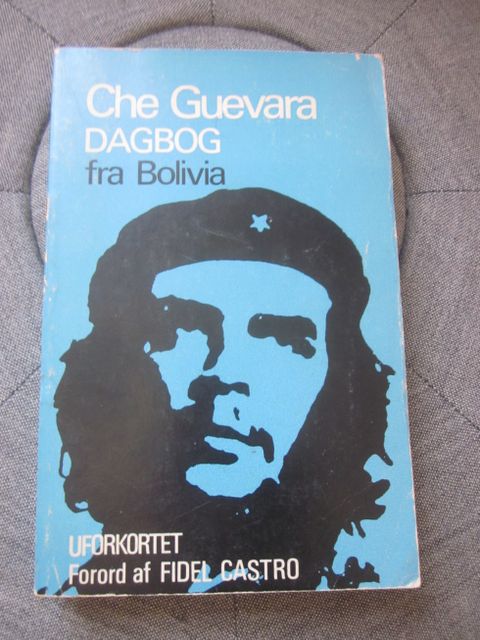 Che Guevara
DAGBOG
fra Bolivia
UFORKORTET
Forord af FIDEL CASTRO